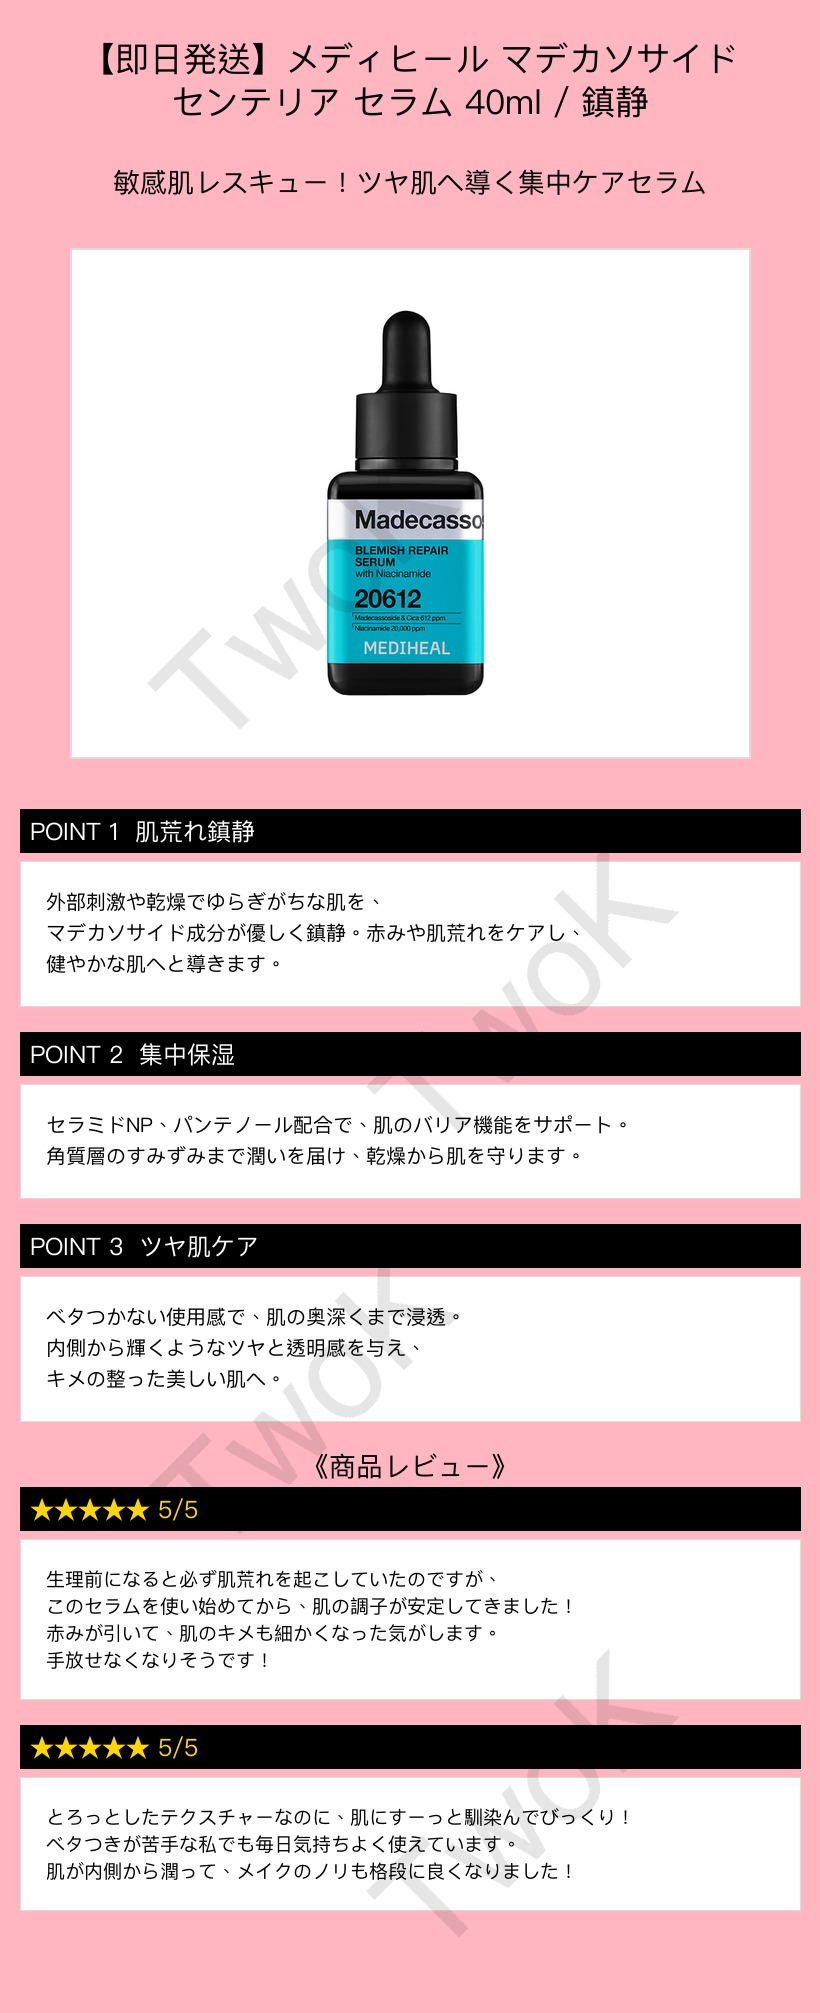 【即日発送】メディヒール マデカソサイド
センテリア セラム 40ml / 鎮静
敏感肌レスキュー！ツヤ肌へ導く集中ケアセラム
Madecasso
BLEMISH REPAIR
SERUM
with Niacinamide
20612
Madecassoside & Cica 612 ppm
Niacinamide 20,000 ppm
MEDIHEAL
TwoK
POINT 1 肌荒れ鎮静
外部刺激や乾燥でゆらぎがちな肌を、
マデカソサイド成分が優しく鎮静。赤みや肌荒れをケアし、
健やかな肌へと導きます。
TwoK
POINT 2 集中保湿
セラミドNP、パンテノール配合で、肌のバリア機能をサポート。
角質層のすみずみまで潤いを届け、乾燥から肌を守ります。
POINT 3 ツヤ肌ケア
ベタつかない使用感で、肌の奥深くまで浸透。
内側から輝くようなツヤと透明感を与え、
キメの整った美しい肌へ。
TwoK
《商品レビュー》
★★★★★ 5/5
生理前になると必ず肌荒れを起こしていたのですが、
このセラムを使い始めてから、肌の調子が安定してきました！
赤みが引いて、肌のキメも細かくなった気がします。
手放せなくなりそうです！
★★★★★ 5/5
とろっとしたテクスチャーなのに、肌にすーっと馴染んでびっくり！
ベタつきが苦手な私でも毎日気持ちよく使えています。
肌が内側から潤って、メイクのノリも格段に良くなりました！
TwoK